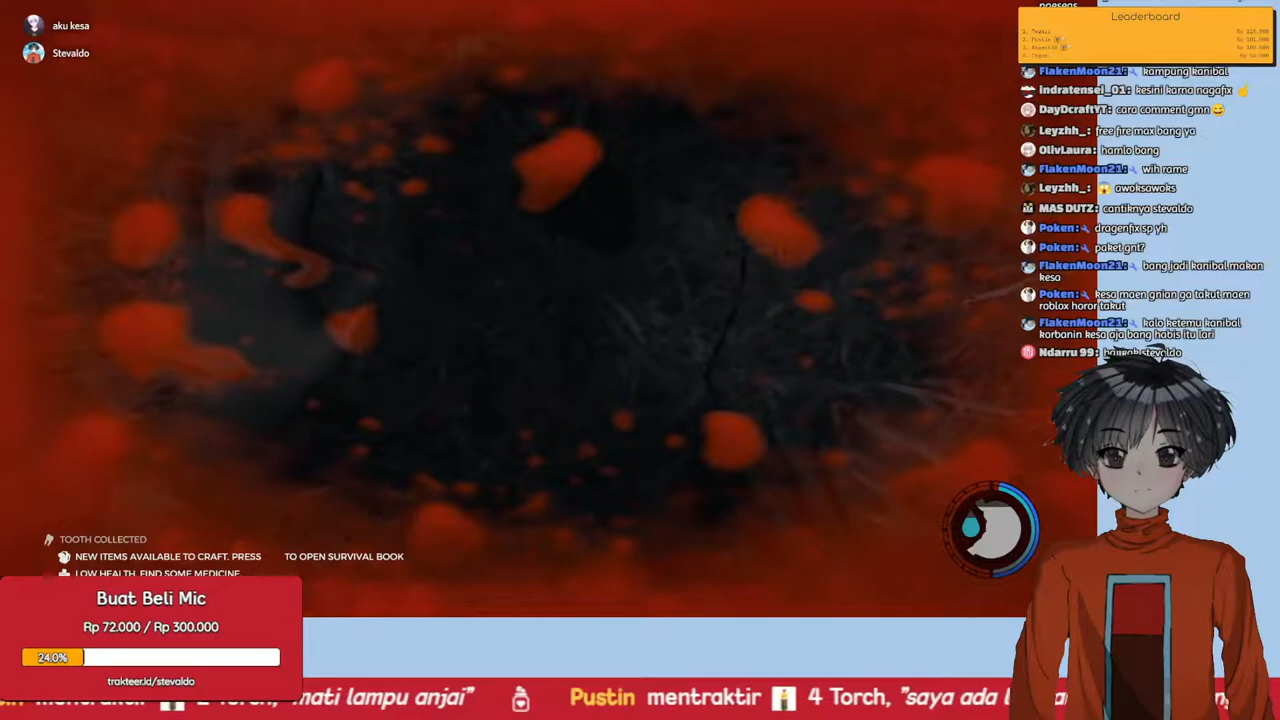 aku kesa
Stevaldo
Leaderboard
FlakenMoon21: kampung kanibal
Indratensei_01: kesini karna nagafix ☝
DayDcraftYT: cara comment gmn😅
Leyzhh_: free fire max bang ya
OlivLaura: hamlo bang
FlakenMoon21: wih rame
Leyzhh_: 😱 awoksawoks
MAS DUTZ: cantiknya stevaldo
Poken: dragenfix sp yh
Poken: paket gnt?
FlakenMoon21: bang jadi kanibal makan
kesa
Poken: kesa maen gnian ga takut maen
roblox horor takut
FlakenMoon21: kalo ketemu kanibal
korbanin kesa aja bang habis itu lari
Ndarru 99: stevaldo
TOOTH COLLECTED
NEW ITEMS AVAILABLE TO CRAFT. PRESS TO OPEN SURVIVAL BOOK
LOW HEALTH, FIND SOME MEDICINE
Buat Beli Mic
Rp 72.000 / Rp 300.000
24.0%
trakteer.id/stevaldo
mati lampu anjai" Pustin mentraktir 4 Torch, "saya ada